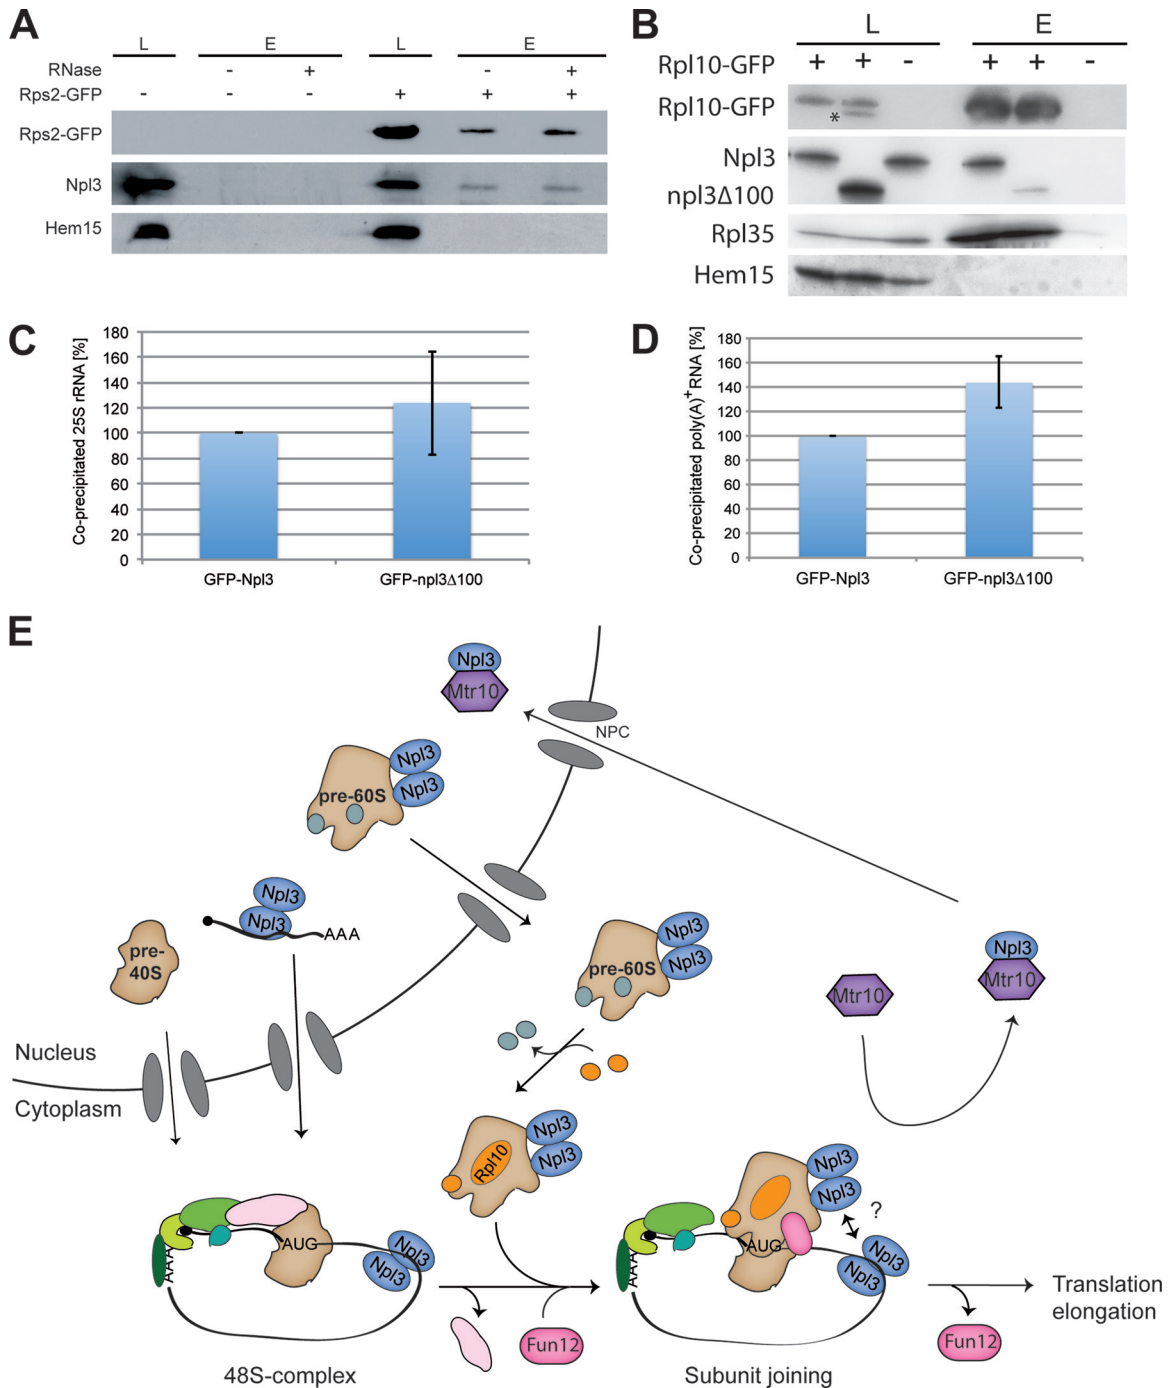 A
L E L E
RNase - + - +
Rps2-GFP - - - + + +
Rps2-GFP
Npl3
Hem15
B
L E
Rpl10-GFP + + - + + -
Rpl10-GFP
*
Npl3
npl3Δ100
Rpl35
Hem15
C
Co-precipitated 25S rRNA [%]
180
160
140
120
100
80
60
40
20
0
GFP-Npl3 GFP-npl3Δ100
D
Co-precipitated poly(A)+RNA [%]
180
160
140
120
100
80
60
40
20
0
GFP-Npl3 GFP-npl3Δ100
E
Npl3
Mtr10
NPC
Npl3
Npl3
pre-60S
Npl3
Npl3
AAA
pre-
40S
Npl3
Npl3
pre-60S
Npl3
Mtr10
Mtr10
Nucleus
Cytoplasm
Npl3
Npl3
Rpl10
Npl3
Npl3
?
AUG
AAA
Npl3
Npl3
AUG
AAA
Npl3
Npl3
Fun12
Translation
elongation
Fun12
48S-complex
Subunit joining